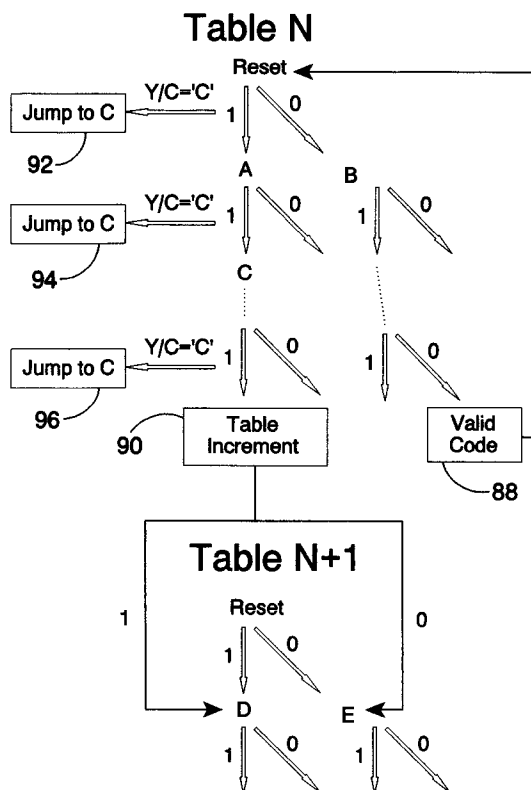 Table N
Reset
Y/C='C' 1 0
Jump to C
92
A B
Y/C='C' 1 0 1 0
Jump to C
94
C
Y/C='C' 1 0 1 0
Jump to C
96
90
Table
Increment
Valid
Code
88
Table N+1
1 0
Reset
1 0
D E
1 0 1 0